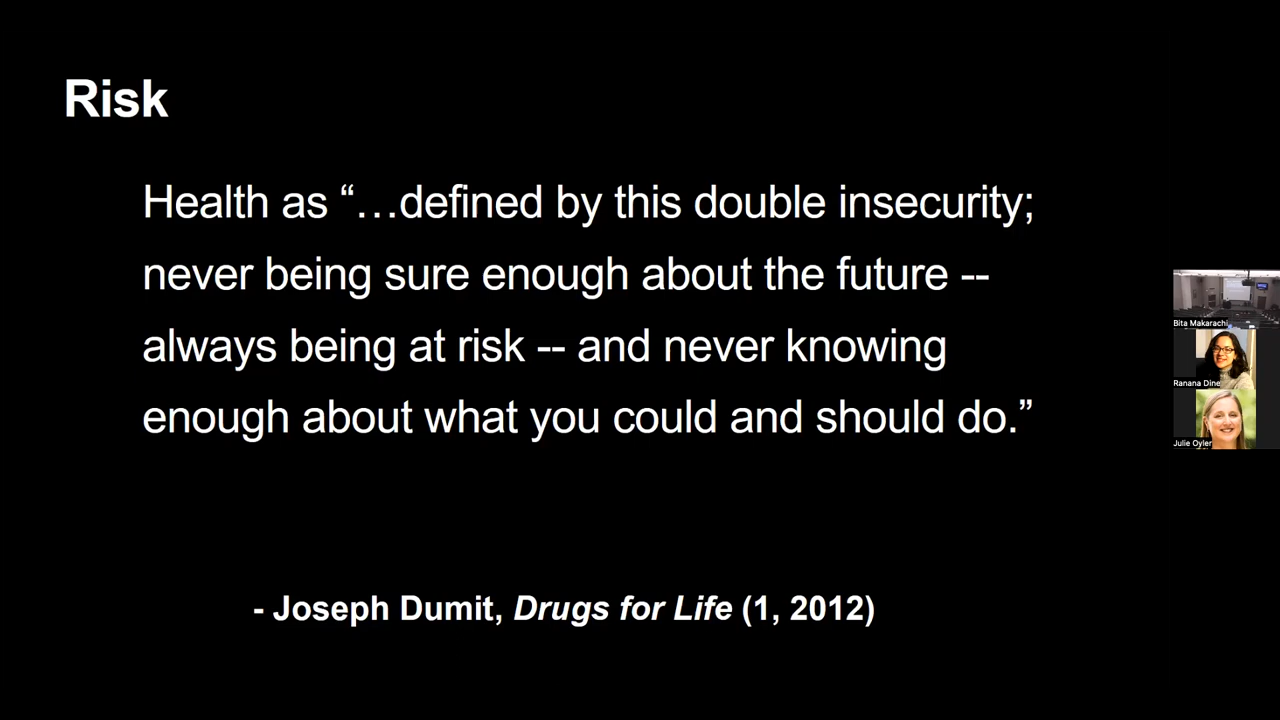 Risk
Health as “…defined by this double insecurity;
never being sure enough about the future --
always being at risk -- and never knowing
enough about what you could and should do.”
- Joseph Dumit, Drugs for Life (1, 2012)
Bita Makarachi
Ranana Dine
Julie Oyler